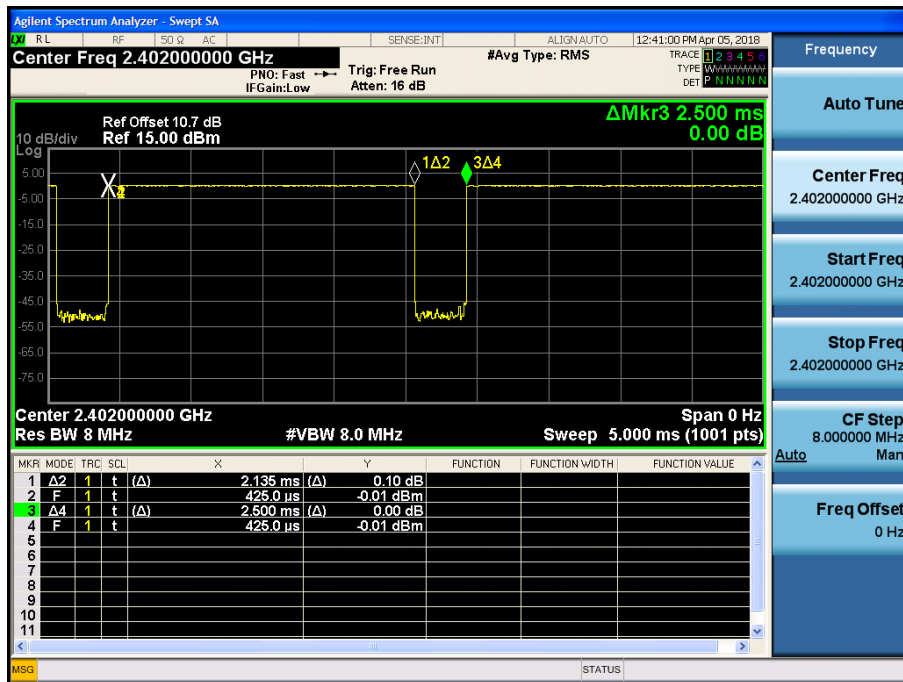 Agilent Spectrum Analyzer - Swept SA
LXI RL RF 50 Ω AC SENSE:INT ALIGN AUTO 12:41:00 PM Apr 05, 2018
Center Freq 2.402000000 GHz #Avg Type: RMS TRACE 1 2 3 4 5 6
PNO: Fast Trig: Free Run TYPE WWWWWW
IFGain:Low Atten: 16 dB DET P N N N N N
Frequency
ΔMkr3 2.500 ms
0.00 dB
Ref Offset 10.7 dB
10 dB/div Ref 15.00 dBm
Log
5.00
-5.00
-15.0
-25.0
-35.0
-45.0
-55.0
-65.0
-75.0
1Δ2 3Δ4
Center 2.402000000 GHz Span 0 Hz
Res BW 8 MHz #VBW 8.0 MHz Sweep 5.000 ms (1001 pts)
MKR MODE TRC SCL X Y FUNCTION FUNCTION WIDTH FUNCTION VALUE
1 Δ2 1 t (Δ) 2.135 ms (Δ) 0.10 dB
2 F 1 t 425.0 µs -0.01 dBm
3 Δ4 1 t (Δ) 2.500 ms (Δ) 0.00 dB
4 F 1 t 425.0 µs -0.01 dBm
5
6
7
8
9
10
11
MSG STATUS
Auto Tune
Center Freq
2.402000000 GHz
Start Freq
2.402000000 GHz
Stop Freq
2.402000000 GHz
CF Step
8.000000 MHz
Auto Man
Freq Offset
0 Hz